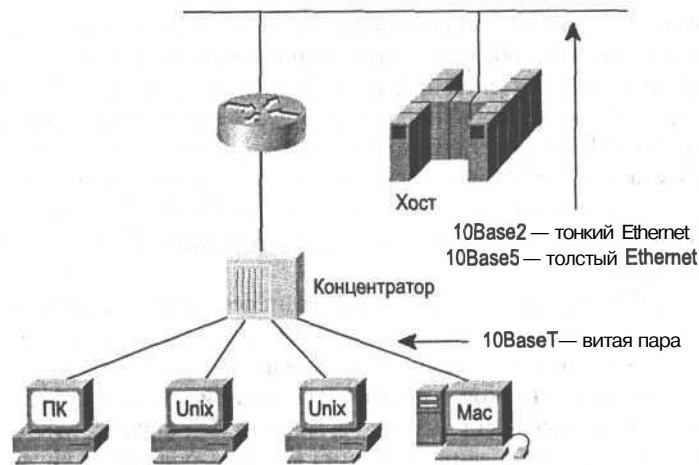 Хост
10Base2 — тонкий Ethernet
10Base5 — толстый Ethernet
Концентратор
10BaseT— витая пара
ПК
Unix
Unix
Mac